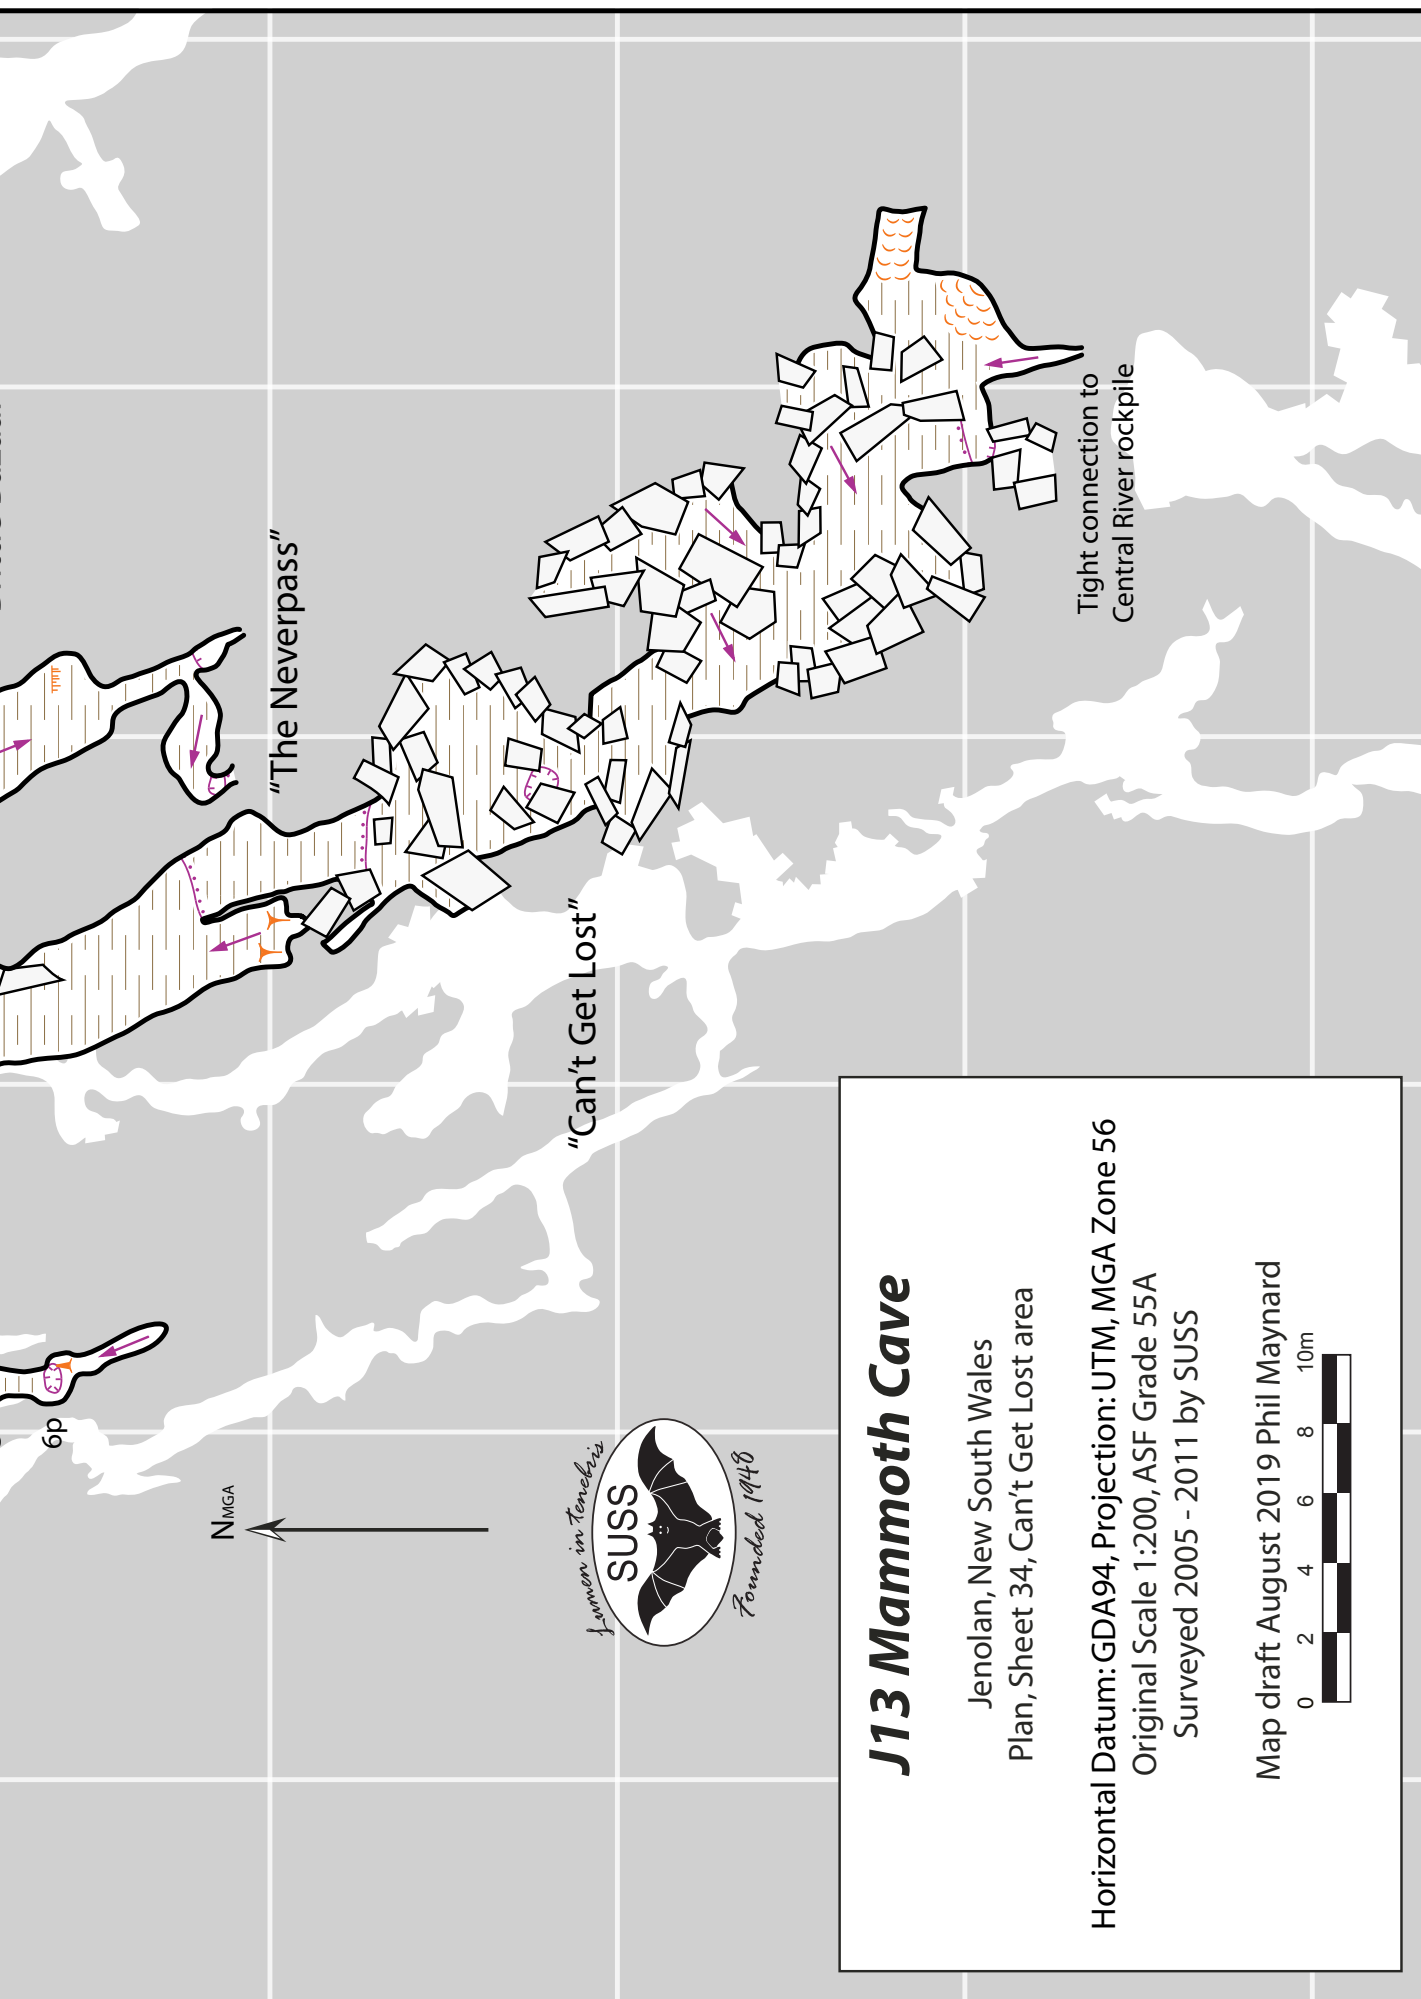 "The Neverpass"
"Can't Get Lost"
Tight connection to
Central River rockpile
6p
NMGA
Lumen in tenebris
SUSS
Founded 1948
J13 Mammoth Cave
Jenolan, New South Wales
Plan, Sheet 34, Can't Get Lost area
Horizontal Datum: GDA94, Projection: UTM, MGA Zone 56
Original Scale 1:200, ASF Grade 55A
Surveyed 2005 - 2011 by SUSS
Map draft August 2019 Phil Maynard
0 2 4 6 8 10m